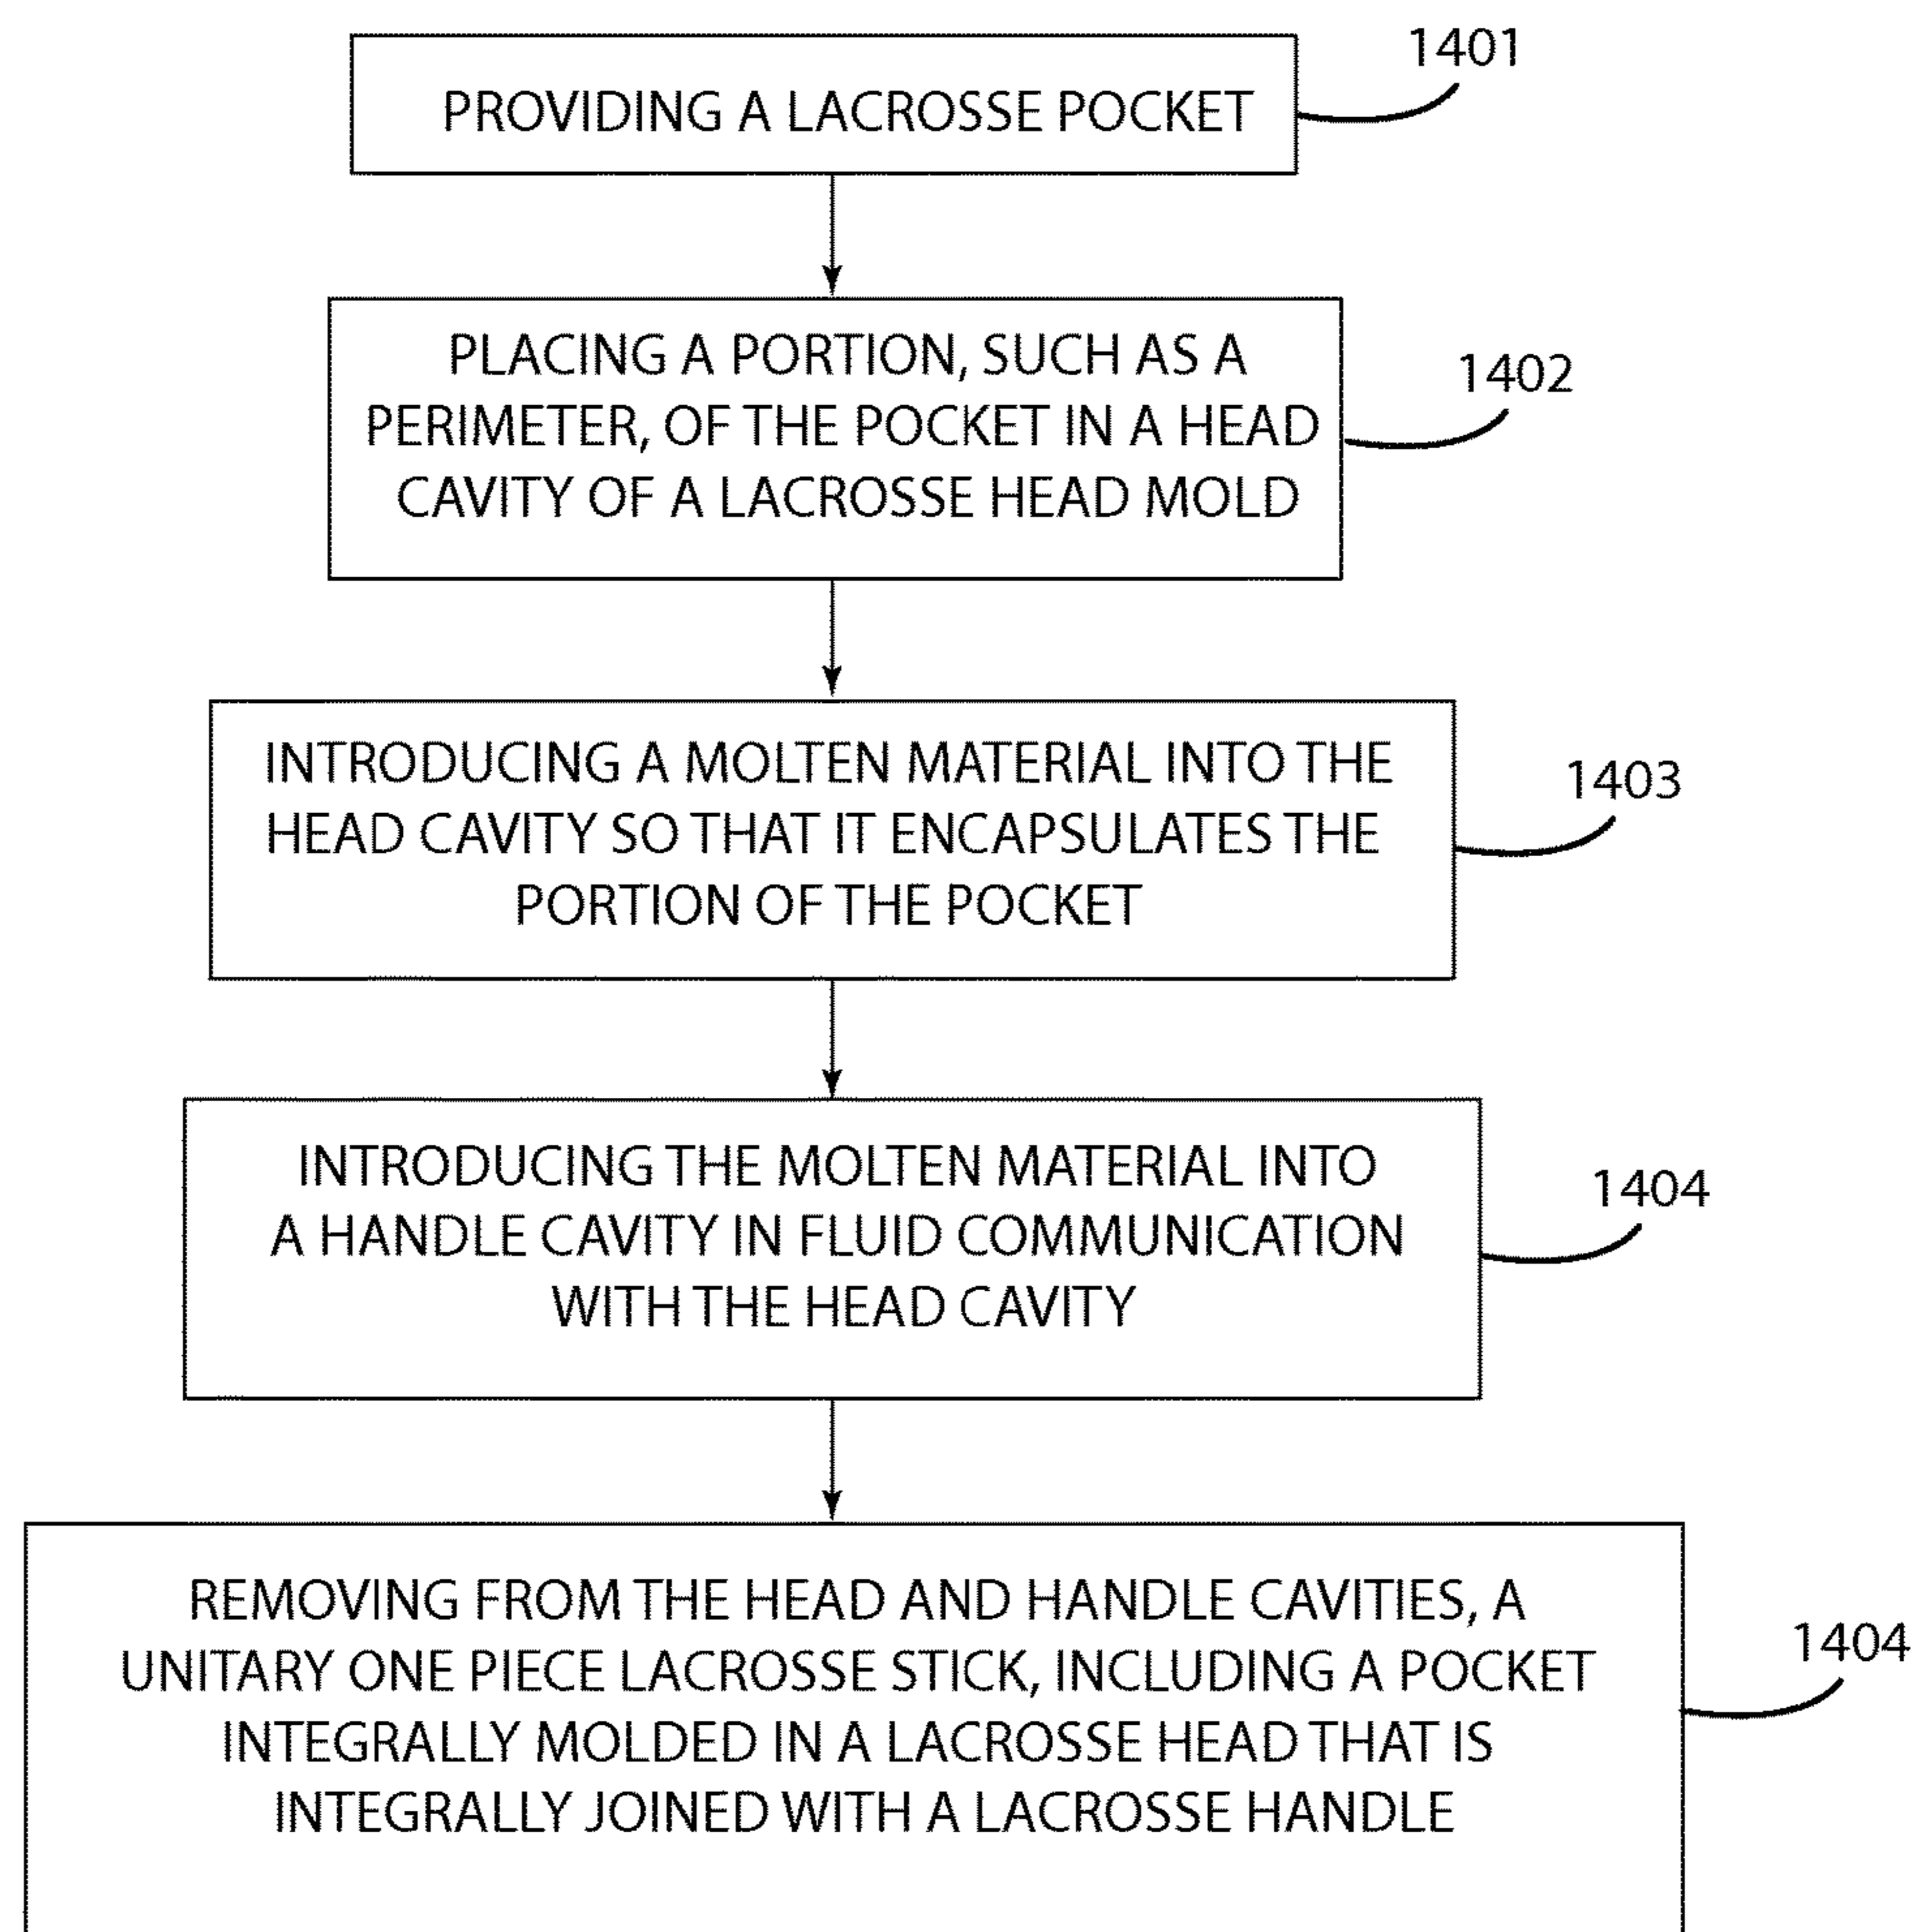 1401
PROVIDING A LACROSSE POCKET
1402
PLACING A PORTION, SUCH AS A
PERIMETER, OF THE POCKET IN A HEAD
CAVITY OF A LACROSSE HEAD MOLD
1403
INTRODUCING A MOLTEN MATERIAL INTO THE
HEAD CAVITY SO THAT IT ENCAPSULATES THE
PORTION OF THE POCKET
1404
INTRODUCING THE MOLTEN MATERIAL INTO
A HANDLE CAVITY IN FLUID COMMUNICATION
WITH THE HEAD CAVITY
1404
REMOVING FROM THE HEAD AND HANDLE CAVITIES, A
UNITARY ONE PIECE LACROSSE STICK, INCLUDING A POCKET
INTEGRALLY MOLDED IN A LACROSSE HEAD THAT IS
INTEGRALLY JOINED WITH A LACROSSE HANDLE